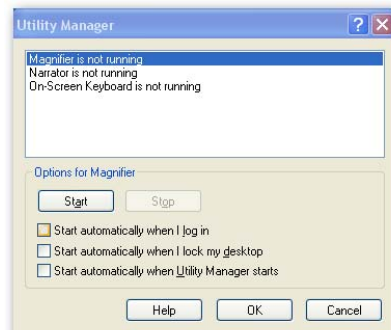 Utility Manager
Magnifier is not running
Narrator is not running
On-Screen Keyboard is not running
Options for Magnifier
Start
Stop
Start automatically when I log in
Start automatically when I lock my desktop
Start automatically when Utility Manager starts
Help
OK
Cancel